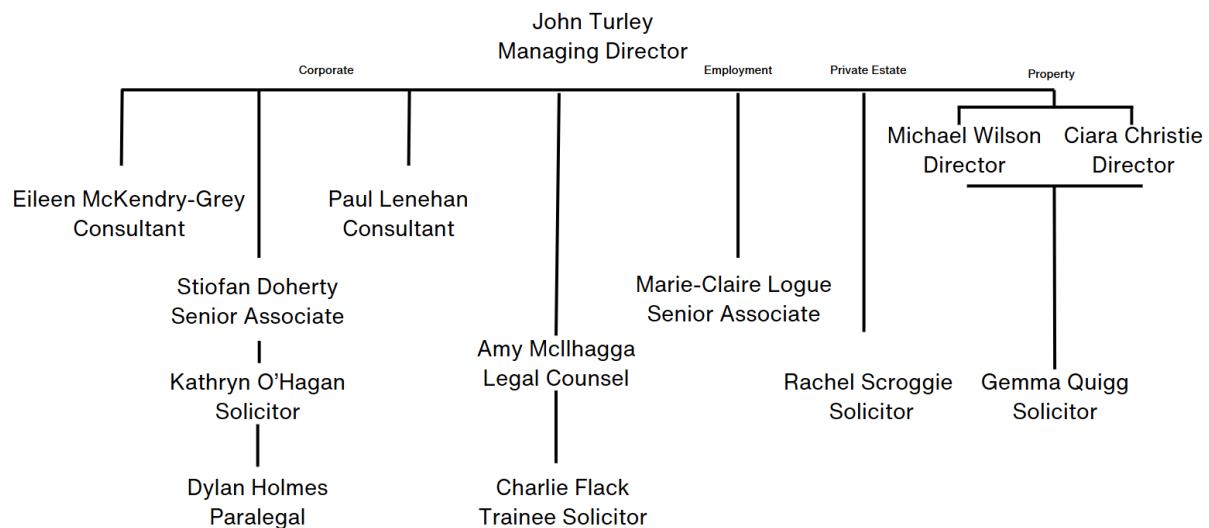 John Turley
Managing Director
Corporate
Employment
Private Estate
Property
Michael Wilson
Director
Ciara Christie
Director
Eileen McKendry-Grey
Consultant
Paul Lenehan
Consultant
Stiofan Doherty
Senior Associate
Marie-Claire Logue
Senior Associate
Amy McIlhagga
Legal Counsel
Kathryn O’Hagan
Solicitor
Rachel Scroggie
Solicitor
Gemma Quigg
Solicitor
Dylan Holmes
Paralegal
Charlie Flack
Trainee Solicitor